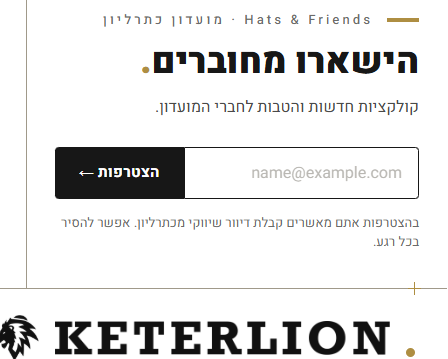 Hats & Friends · מועדון כתרליון
הישארו מחוברים.
קולקציות חדשות והטבות לחברי המועדון.
name@example.com
הצטרפות ←
בהצטרפות אתם מאשרים קבלת דיוור שיווקי מכתרליון. אפשר להסיר
בכל רגע.
KETERLION